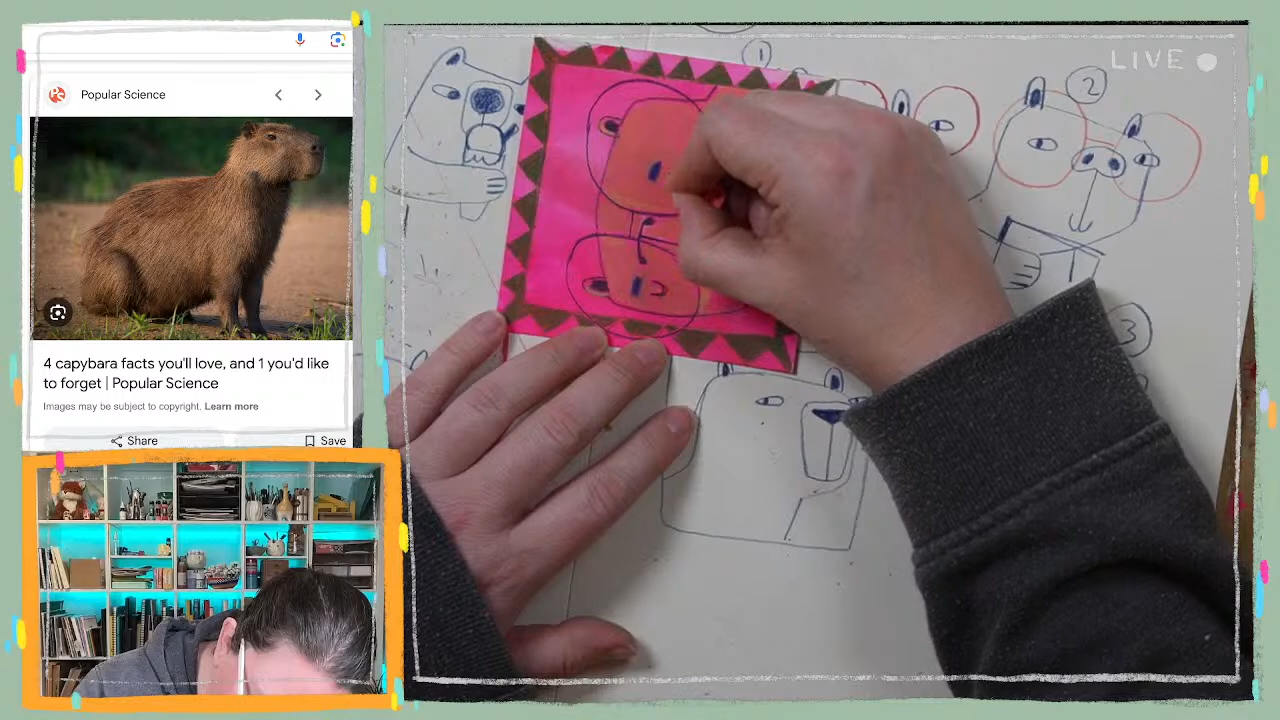 Popular Science
4 capybara facts you'll love, and 1 you'd like
to forget | Popular Science
Images may be subject to copyright. Learn more
Share
Save
LIVE
1
2
3